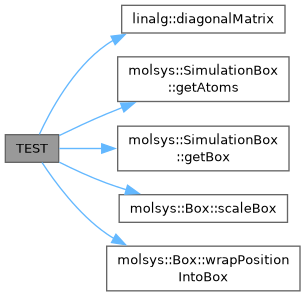 linalg::diagonalMatrix
molsys::SimulationBox
::getAtoms
TEST
molsys::SimulationBox
::getBox
molsys::Box::scaleBox
molsys::Box::wrapPosition
IntoBox